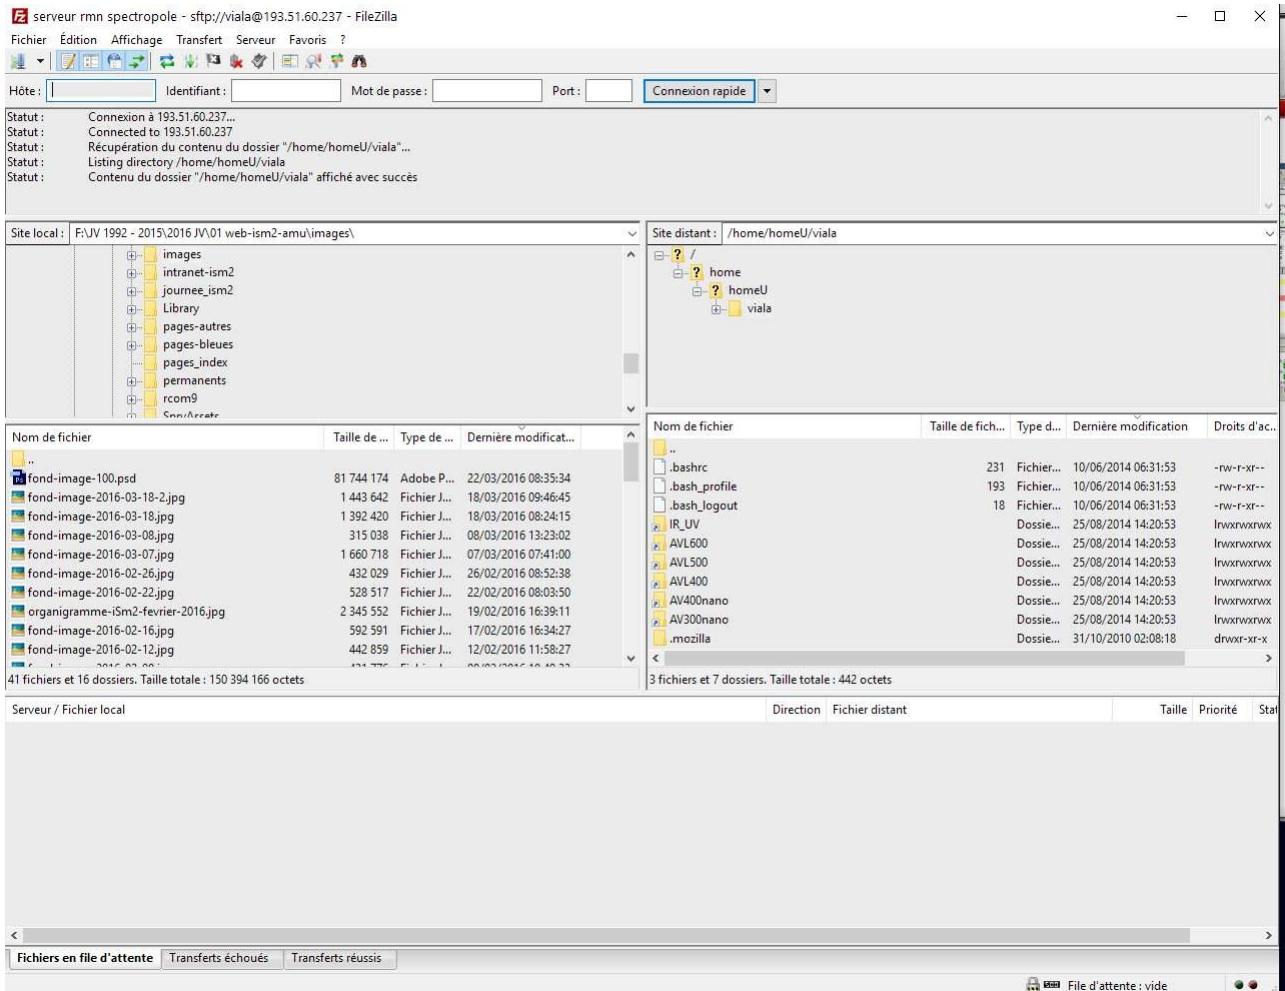 serveur rmn spectropole - sftp://viala@193.51.60.237 - FileZilla
Fichier Édition Affichage Transfert Serveur Favoris ?
Hôte : Identifiant : Mot de passe : Port : Connexion rapide
Statut : Connexion à 193.51.60.237...
Statut : Connected to 193.51.60.237
Statut : Récupération du contenu du dossier "/home/homeU/viala"...
Statut : Listing directory /home/homeU/viala
Statut : Contenu du dossier "/home/homeU/viala" affiché avec succès
Site local : F:\JV 1992 - 2015\2016 JV\01 web-ism2-amu\images\
images
intranet-ism2
journee_ism2
Library
pages-autres
pages-bleues
pages_index
permanents
rcom9
SpryAssets
Site distant : /home/homeU/viala
/
home
homeU
viala
Nom de fichier Taille de ... Type de ... Dernière modificat...
..
fond-image-100.psd 81 744 174 Adobe P... 22/03/2016 08:35:34
fond-image-2016-03-18-2.jpg 1 443 642 Fichier J... 18/03/2016 09:46:45
fond-image-2016-03-18.jpg 1 392 420 Fichier J... 18/03/2016 08:24:15
fond-image-2016-03-08.jpg 315 038 Fichier J... 08/03/2016 13:23:02
fond-image-2016-03-07.jpg 1 660 718 Fichier J... 07/03/2016 07:41:00
fond-image-2016-02-26.jpg 432 029 Fichier J... 26/02/2016 08:52:38
fond-image-2016-02-22.jpg 528 517 Fichier J... 22/02/2016 08:03:50
organigramme-iSm2-fevrier-2016.jpg 2 345 552 Fichier J... 19/02/2016 16:39:11
fond-image-2016-02-16.jpg 592 591 Fichier J... 17/02/2016 16:34:27
fond-image-2016-02-12.jpg 442 859 Fichier J... 12/02/2016 11:58:27
41 fichiers et 16 dossiers. Taille totale : 150 394 166 octets
Nom de fichier Taille de fich... Type d... Dernière modification Droits d'ac...
..
.bashrc 231 Fichier... 10/06/2014 06:31:53 -rw-r-xr--
.bash_profile 193 Fichier... 10/06/2014 06:31:53 -rw-r-xr--
.bash_logout 18 Fichier... 10/06/2014 06:31:53 -rw-r-xr--
IR_UV Dossie... 25/08/2014 14:20:53 lrwxrwxrwx
AVL600 Dossie... 25/08/2014 14:20:53 lrwxrwxrwx
AVL500 Dossie... 25/08/2014 14:20:53 lrwxrwxrwx
AVL400 Dossie... 25/08/2014 14:20:53 lrwxrwxrwx
AV400nano Dossie... 25/08/2014 14:20:53 lrwxrwxrwx
AV300nano Dossie... 25/08/2014 14:20:53 lrwxrwxrwx
.mozilla Dossie... 31/10/2010 02:08:18 drwxr-xr-x
3 fichiers et 7 dossiers. Taille totale : 442 octets
Serveur / Fichier local Direction Fichier distant Taille Priorité Stat
Fichiers en file d'attente Transferts échoués Transferts réussis
File d'attente : vide